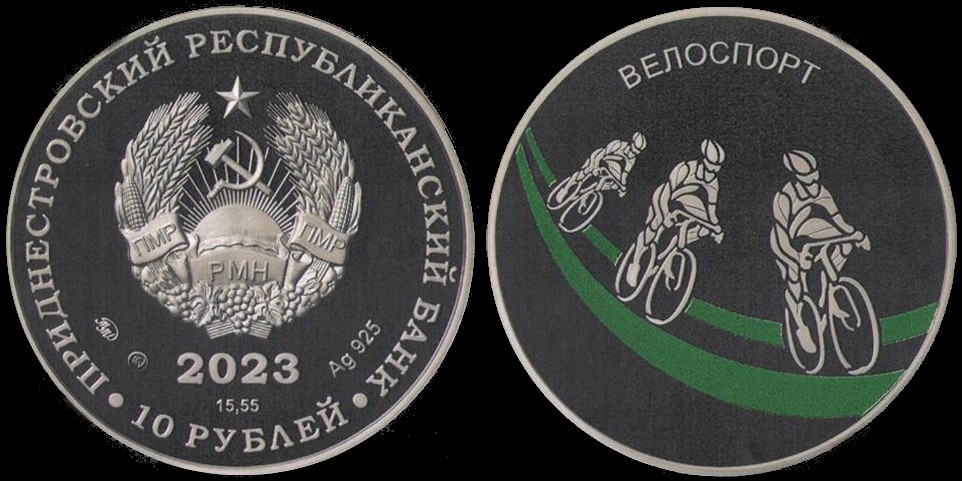 ПРИДНЕСТРОВСКИЙ РЕСПУБЛИКАНСКИЙ БАНК
ПМР
ПМР
РМН
2023
Ag 925
15,55
• 10 РУБЛЕЙ •
ВЕЛОСПОРТ